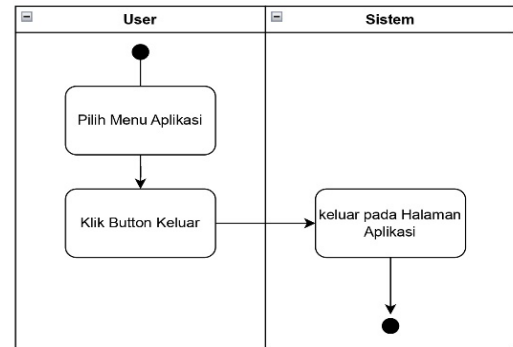 User
Sistem
Pilih Menu Aplikasi
Klik Button Keluar
keluar pada Halaman
Aplikasi